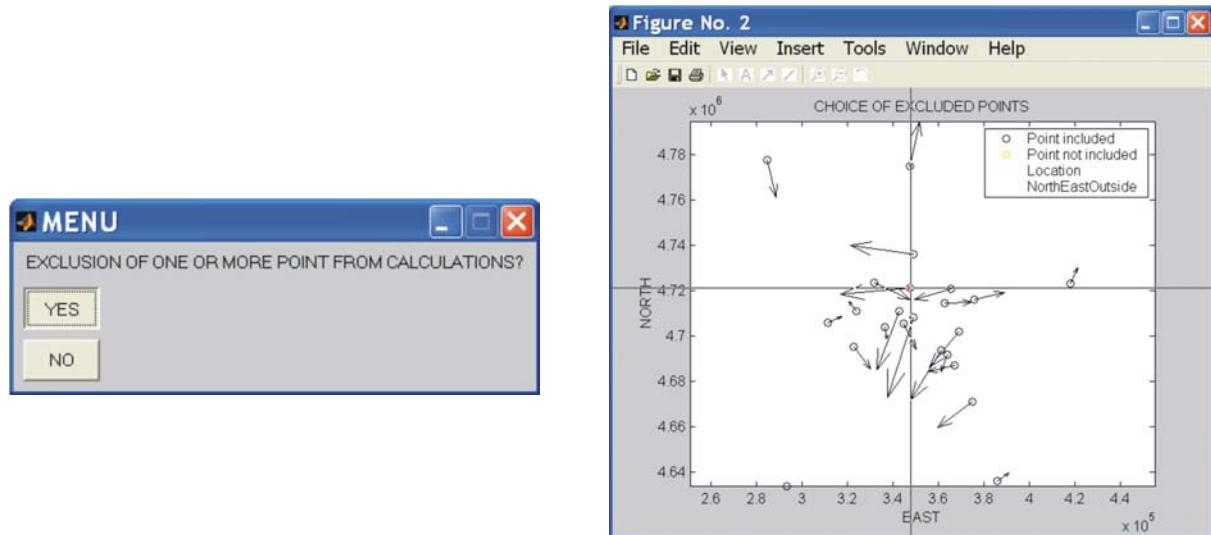 MENU
EXCLUSION OF ONE OR MORE POINT FROM CALCULATIONS?
YES
NO
Figure No. 2
File Edit View Insert Tools Window Help
x 10^6
CHOICE OF EXCLUDED POINTS
Point included
Point not included
Location
NorthEastOutside
4.78
4.76
4.74
4.72
4.7
4.68
4.66
4.64
NORTH
2.6 2.8 3 3.2 3.4 3.6 3.8 4 4.2 4.4
EAST
x 10^5